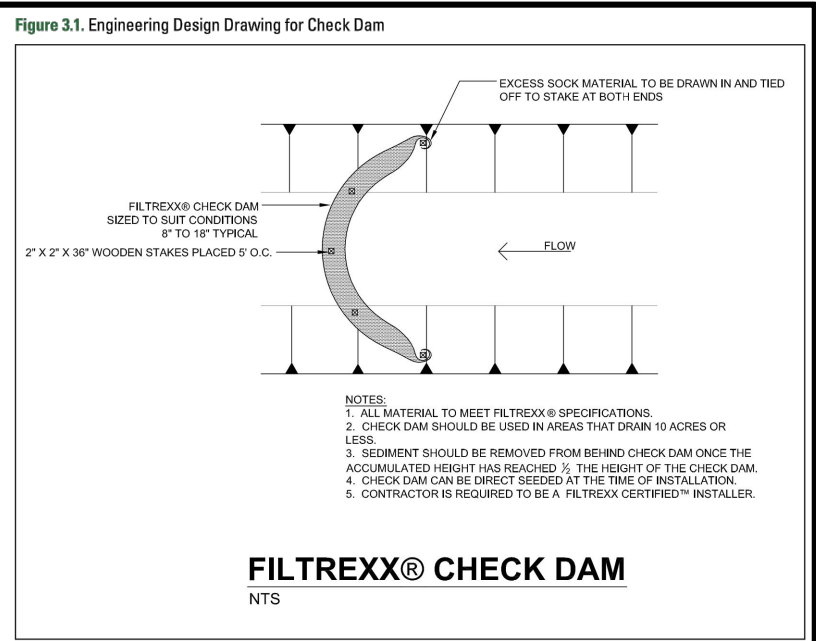 Figure 3.1. Engineering Design Drawing for Check Dam
EXCESS SOCK MATERIAL TO BE DRAWN IN AND TIED
OFF TO STAKE AT BOTH ENDS
FILTREXX® CHECK DAM
SIZED TO SUIT CONDITIONS
8" TO 18" TYPICAL
2" X 2" X 36" WOODEN STAKES PLACED 5' O.C.
FLOW
NOTES:
1. ALL MATERIAL TO MEET FILTREXX® SPECIFICATIONS.
2. CHECK DAM SHOULD BE USED IN AREAS THAT DRAIN 10 ACRES OR
LESS.
3. SEDIMENT SHOULD BE REMOVED FROM BEHIND CHECK DAM ONCE THE
ACCUMULATED HEIGHT HAS REACHED ½ THE HEIGHT OF THE CHECK DAM.
4. CHECK DAM CAN BE DIRECT SEEDED AT THE TIME OF INSTALLATION.
5. CONTRACTOR IS REQUIRED TO BE A FILTREXX CERTIFIED™ INSTALLER.
FILTREXX® CHECK DAM
NTS